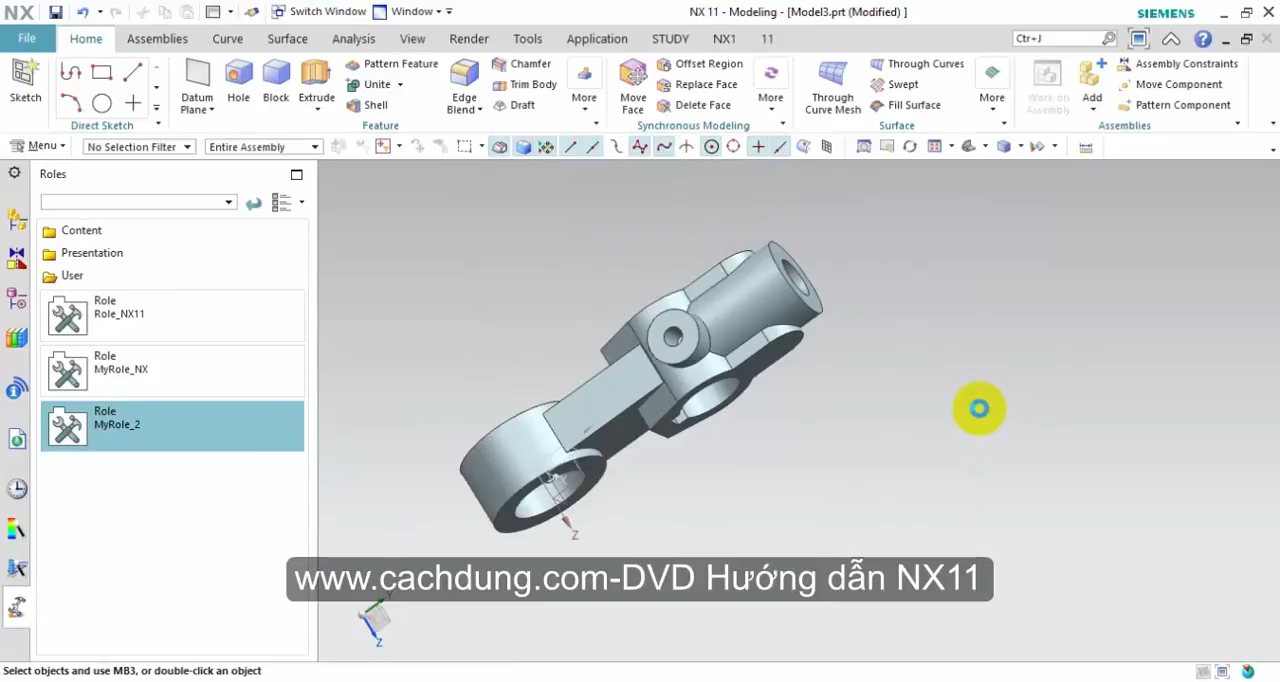 NX
Switch Window
Window
NX 11 - Modeling - [Model3.prt (Modified) ]
SIEMENS
File
Home
Assemblies
Curve
Surface
Analysis
View
Render
Tools
Application
STUDY
NX1
11
Ctr+J
Sketch
Direct Sketch
Datum Plane
Hole
Block
Extrude
Pattern Feature
Unite
Shell
Edge Blend
Chamfer
Trim Body
Draft
More
Feature
Move Face
Offset Region
Replace Face
Delete Face
More
Synchronous Modeling
Through Curve Mesh
Through Curves
Swept
Fill Surface
More
Surface
Work on Assembly
Add
Assembly Constraints
Move Component
Pattern Component
Assemblies
Menu
No Selection Filter
Entire Assembly
Roles
Content
Presentation
User
Role
Role_NX11
Role
MyRole_NX
Role
MyRole_2
Z
www.cachdung.com-DVD Hướng dẫn NX11
Y
Z
Select objects and use MB3, or double-click an object